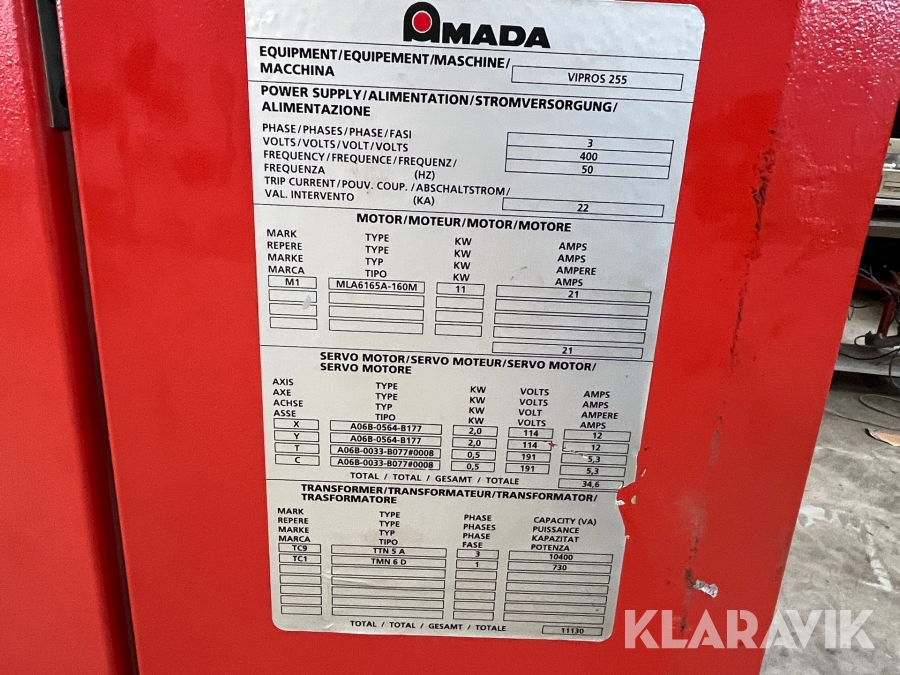 AMADA
EQUIPMENT/EQUIPEMENT/MASCHINE/
MACCHINA
VIPROS 255
POWER SUPPLY/ALIMENTATION/STROMVERSORGUNG/
ALIMENTAZIONE
PHASE/PHASES/PHASE/FASI 3
VOLTS/VOLTS/VOLT/VOLTS 400
FREQUENCY/FREQUENCE/FREQUENZ/ 50
FREQUENZA (HZ)
TRIP CURRENT/POUV. COUP. /ABSCHALTSTROM/
VAL. INTERVENTO (KA) 22
MOTOR/MOTEUR/MOTOR/MOTORE
MARK TYPE KW AMPS
REPERE TYPE KW AMPS
MARKE TYP KW AMPERE
MARCA TIPO KW AMPS
M1 MLA6165A-160M 11 21
21
SERVO MOTOR/SERVO MOTEUR/SERVO MOTOR/
SERVO MOTORE
AXIS TYPE KW VOLTS AMPS
AXE TYPE KW VOLTS AMPS
ACHSE TYP KW VOLT AMPERE
ASSE TIPO KW VOLTS AMPS
X A06B-0564-B177 2,0 114 12
Y A06B-0564-B177 2,0 114 12
T A06B-0033-B077#0008 0,5 191 5,3
C A06B-0033-B077#0008 0,5 191 5,3
TOTAL / TOTAL / GESAMT / TOTALE 34,6
TRANSFORMER/TRANSFORMATEUR/TRANSFORMATOR/
TRASFORMATORE
MARK TYPE PHASE CAPACITY (VA)
REPERE TYPE PHASES PUISSANCE
MARKE TYP PHASE KAPAZITAT
MARCA TIPO FASE POTENZA
TC9 TTN 5 A 3 10400
TC1 TMN 6 D 1 730
TOTAL / TOTAL / GESAMT / TOTALE 11130
KLARAVIK